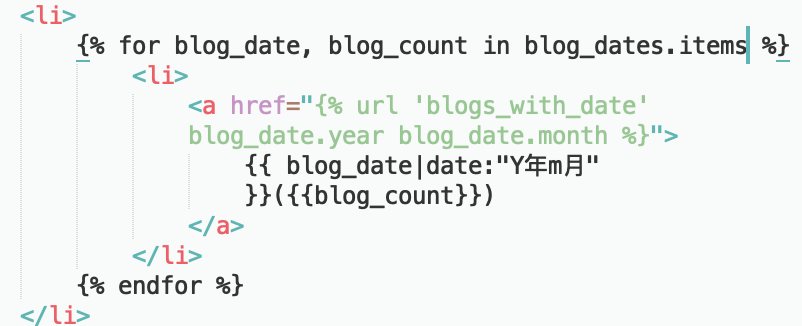 <li>
{% for blog_date, blog_count in blog_dates.items %}
<li>
<a href="{% url 'blogs_with_date'
blog_date.year blog_date.month %}">
{{ blog_date|date:"Y年m月"
}}({{blog_count}})
</a>
</li>
{% endfor %}
</li>